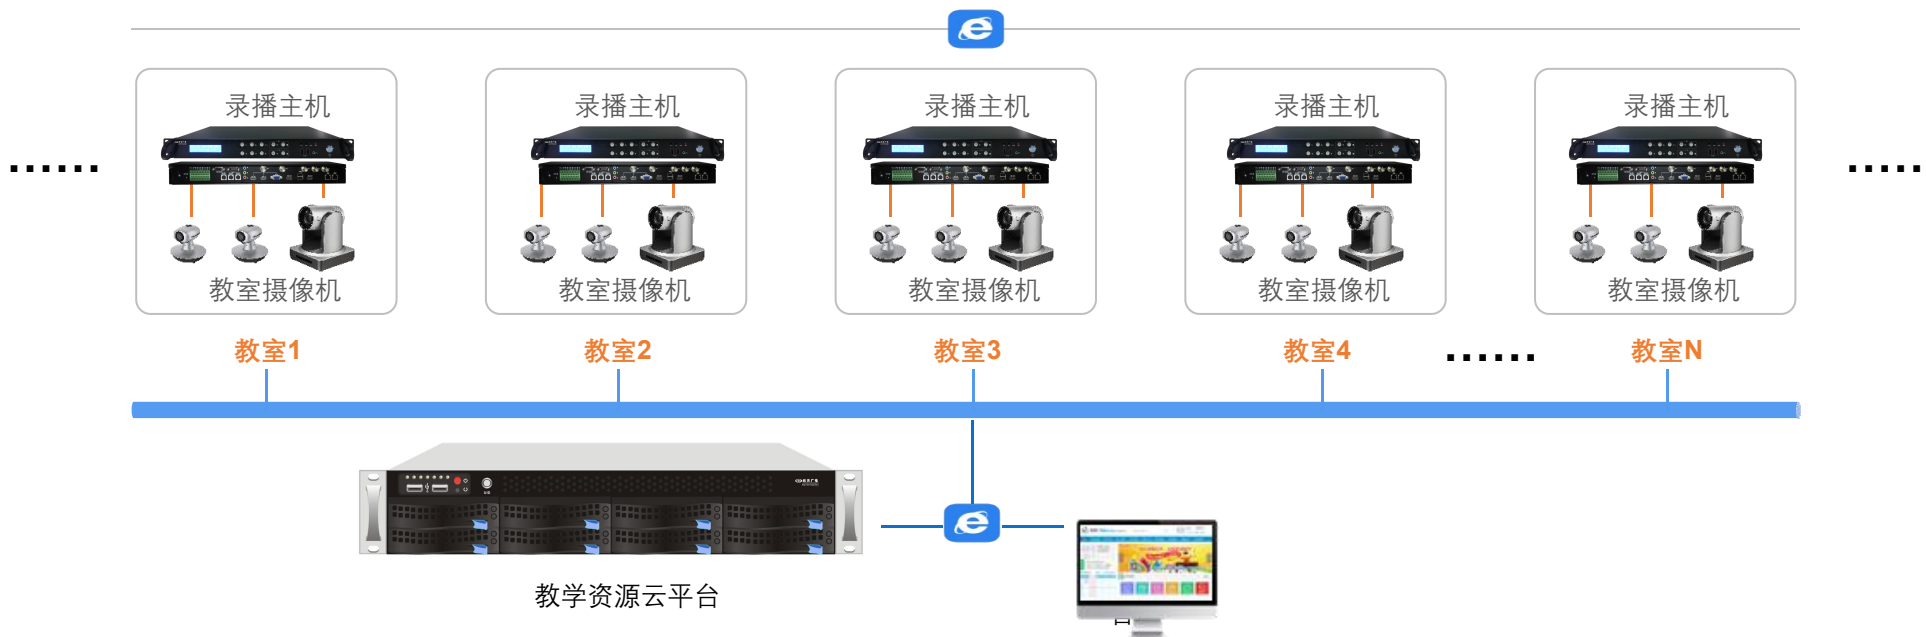 录播主机 录播主机 录播主机 录播主机 录播主机
...... .....
教室摄像机 教室摄像机 教室摄像机 教室摄像机 教室摄像机
教室1 教室2 教室3 教室4 ...... 教室N
教学资源云平台